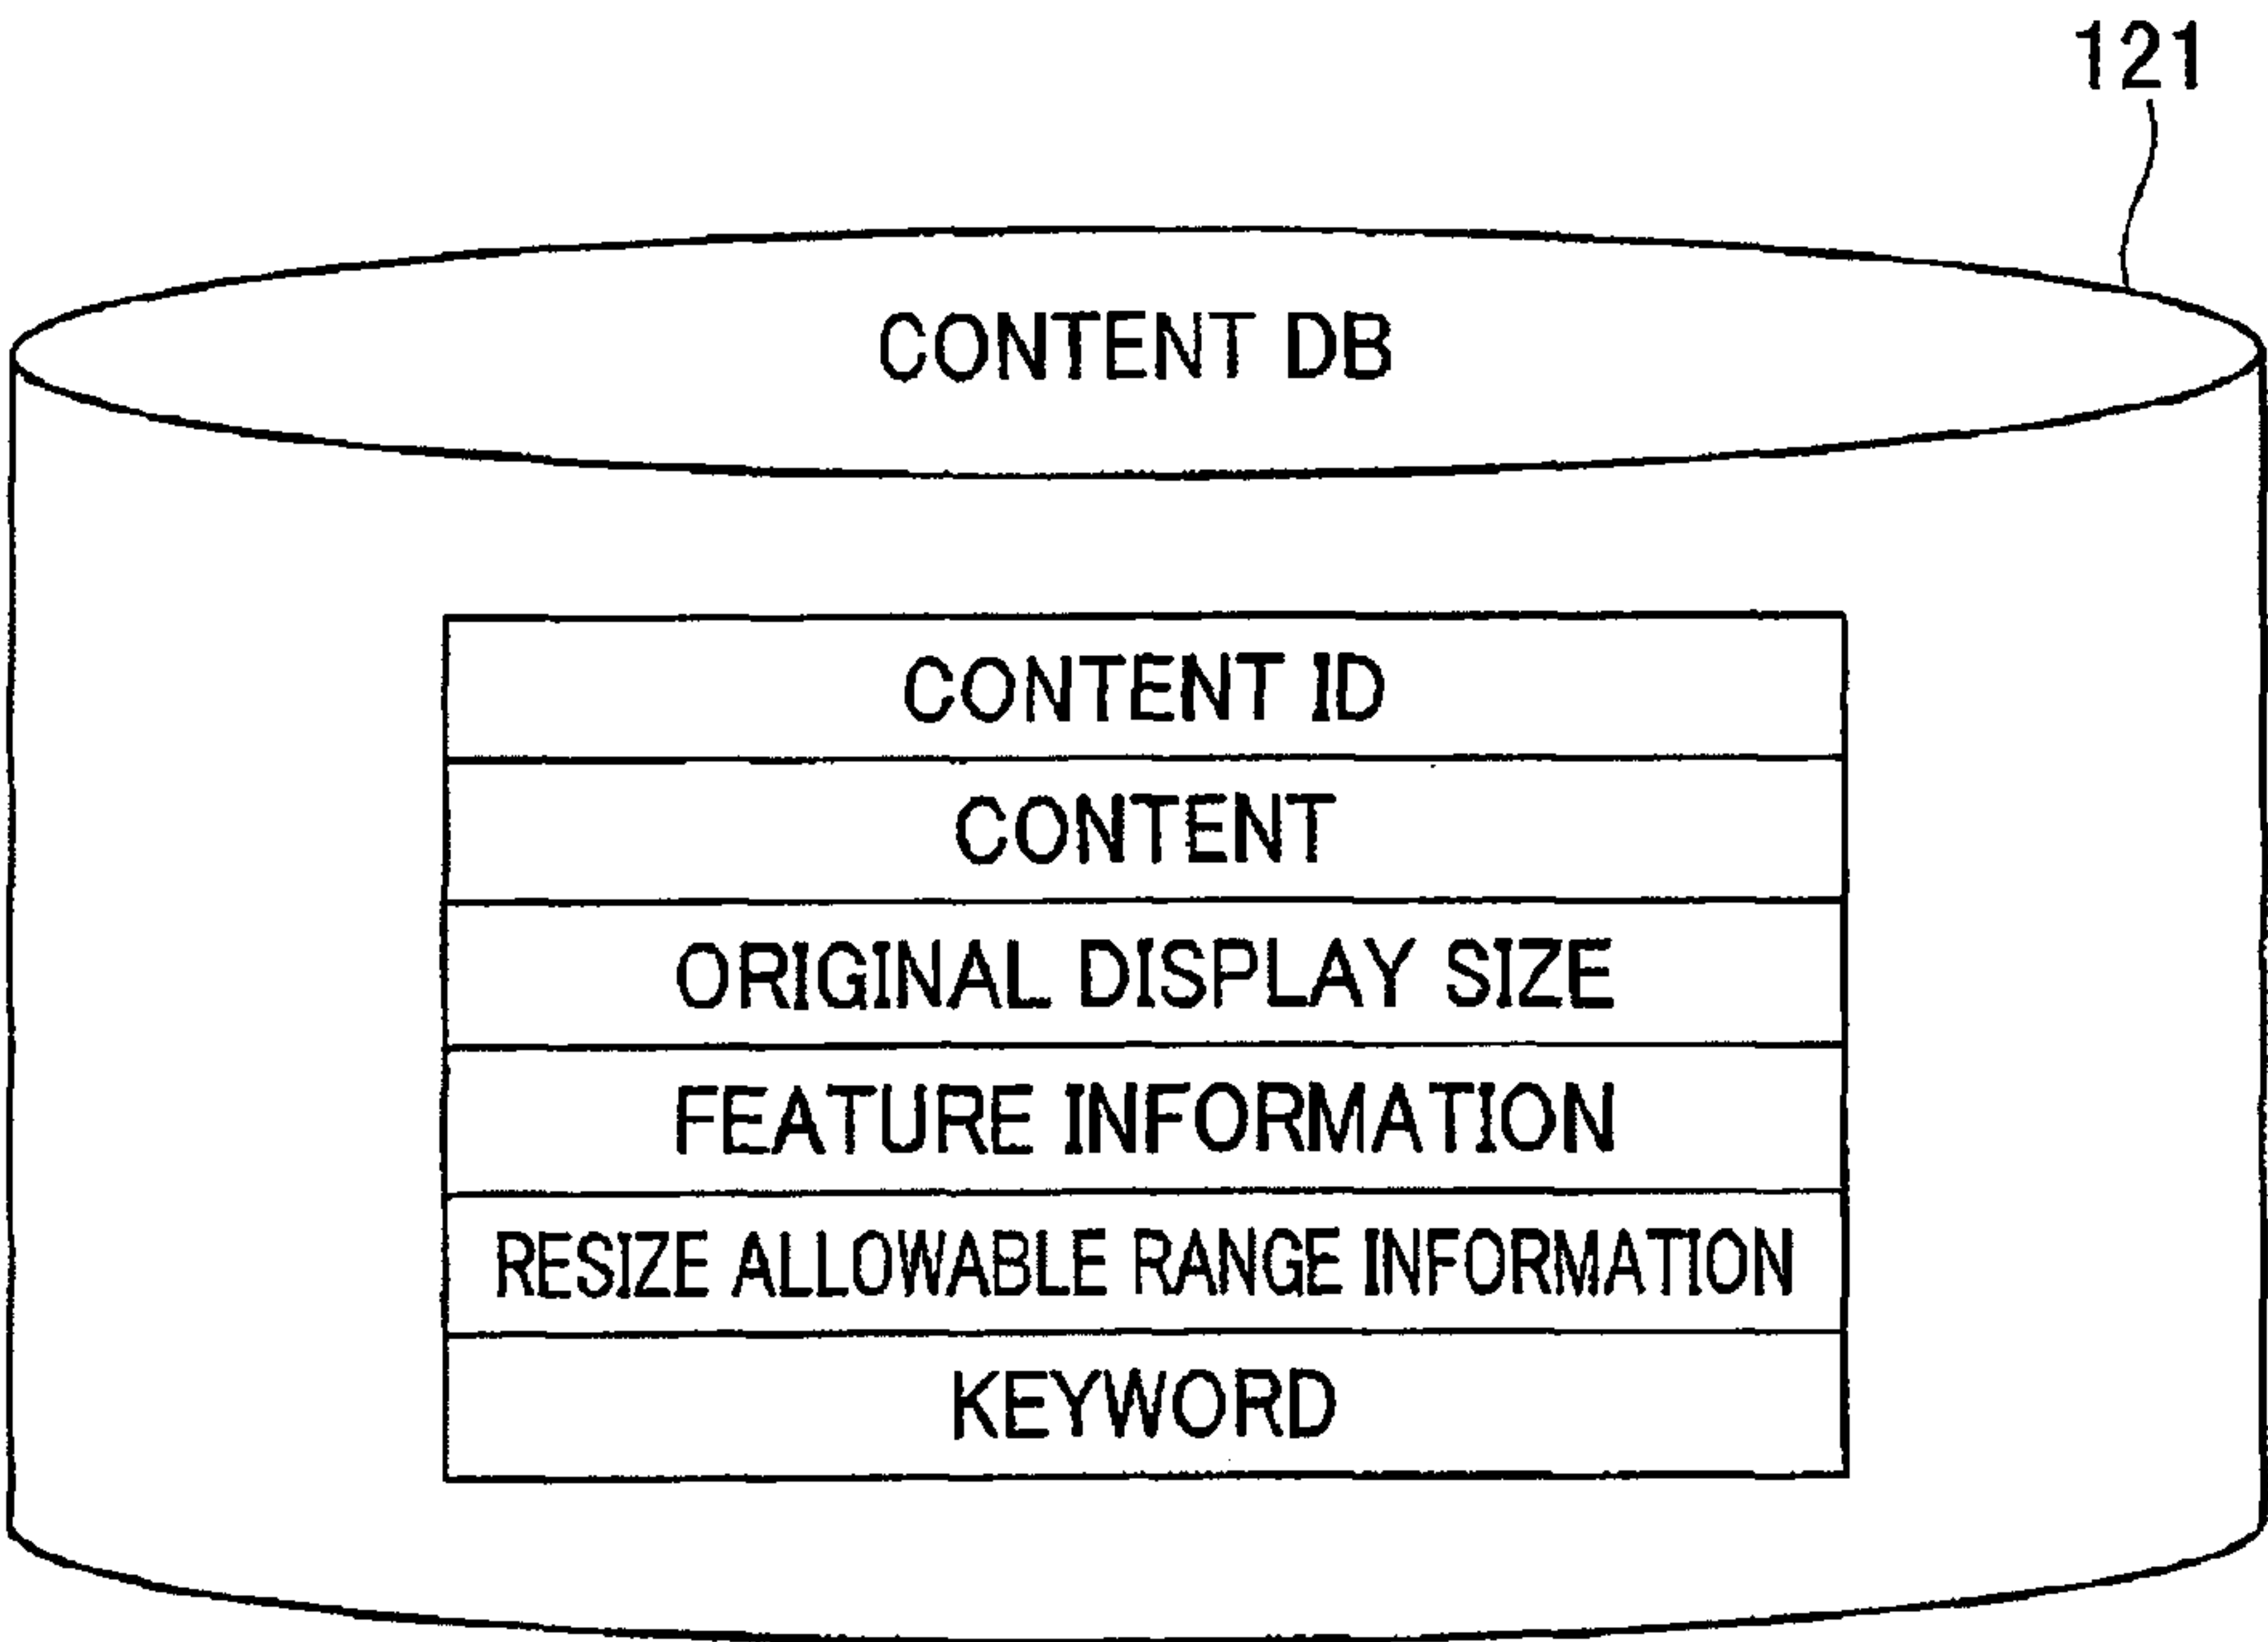 121
CONTENT DB
CONTENT ID
CONTENT
ORIGINAL DISPLAY SIZE
FEATURE INFORMATION
RESIZE ALLOWABLE RANGE INFORMATION
KEYWORD